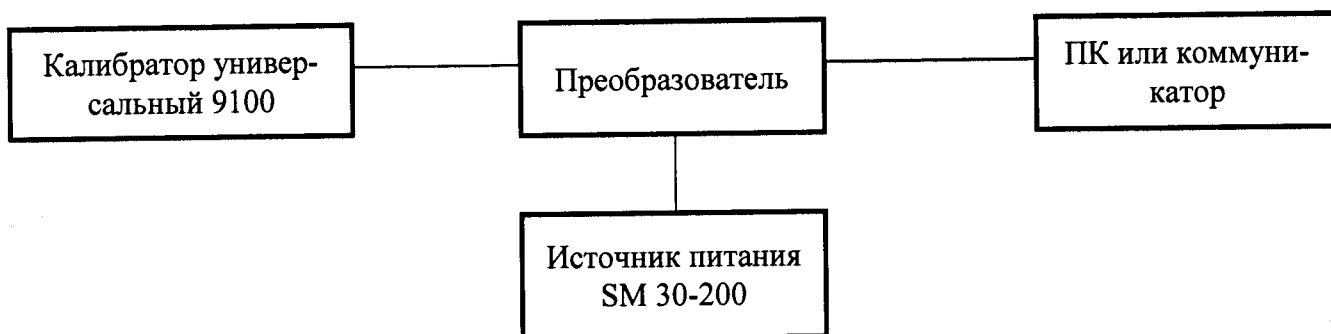 Калибратор универ-
сальный 9100
Преобразователь
ПК или коммуни-
катор
Источник питания
SM 30-200